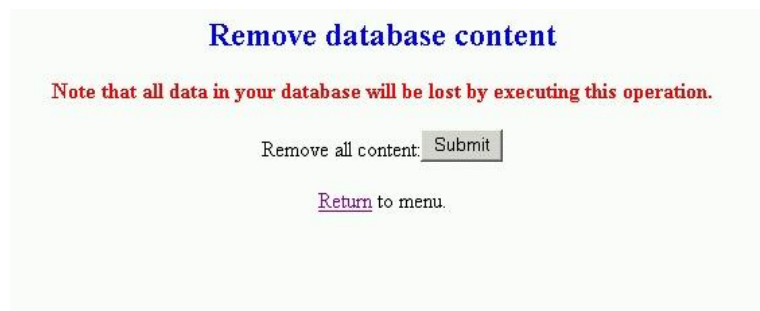 Remove database content
Note that all data in your database will be lost by executing this operation.
Remove all content: Submit
Return to menu.